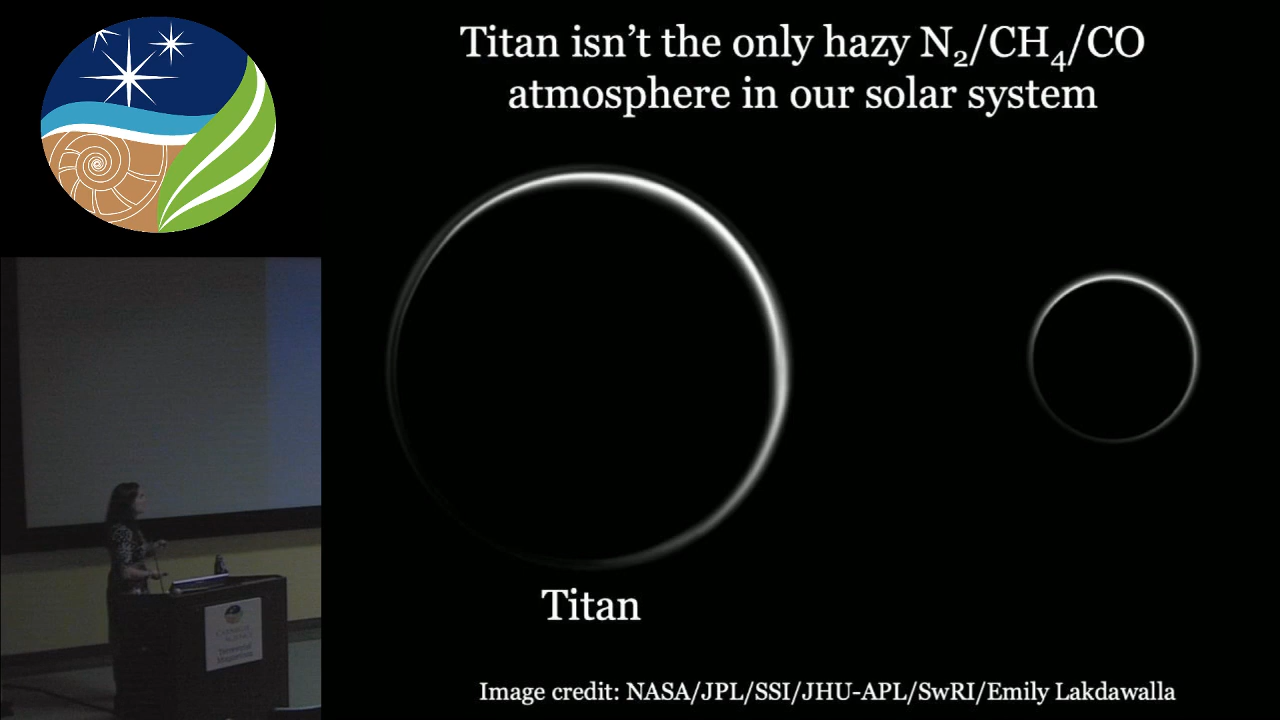 Titan isn’t the only hazy N₂/CH₄/CO
atmosphere in our solar system
Titan
Image credit: NASA/JPL/SSI/JHU-APL/SwRI/Emily Lakdawalla